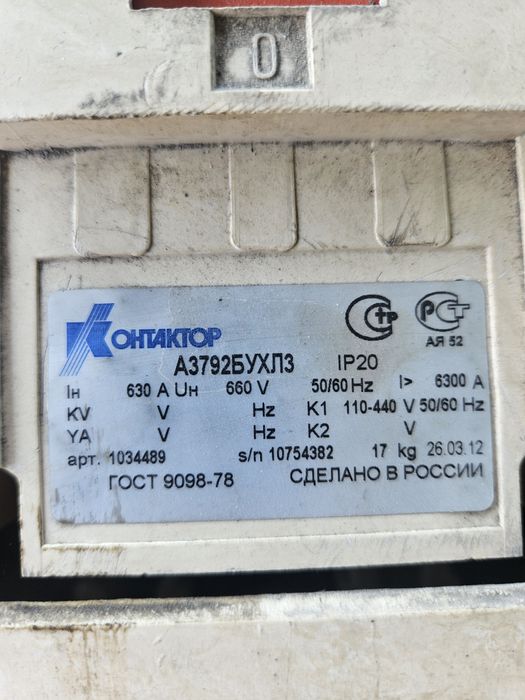 0
КОНТАКТОР
РСТ
АЯ 52
А3792БУХЛ3 IP20
Iн 630 A Uн 660 V 50/60 Hz I> 6300 A
KV V Hz K1 110-440 V 50/60 Hz
YA V Hz K2 V
арт. 1034489 s/n 10754382 17 kg 26.03.12
ГОСТ 9098-78 СДЕЛАНО В РОССИИ